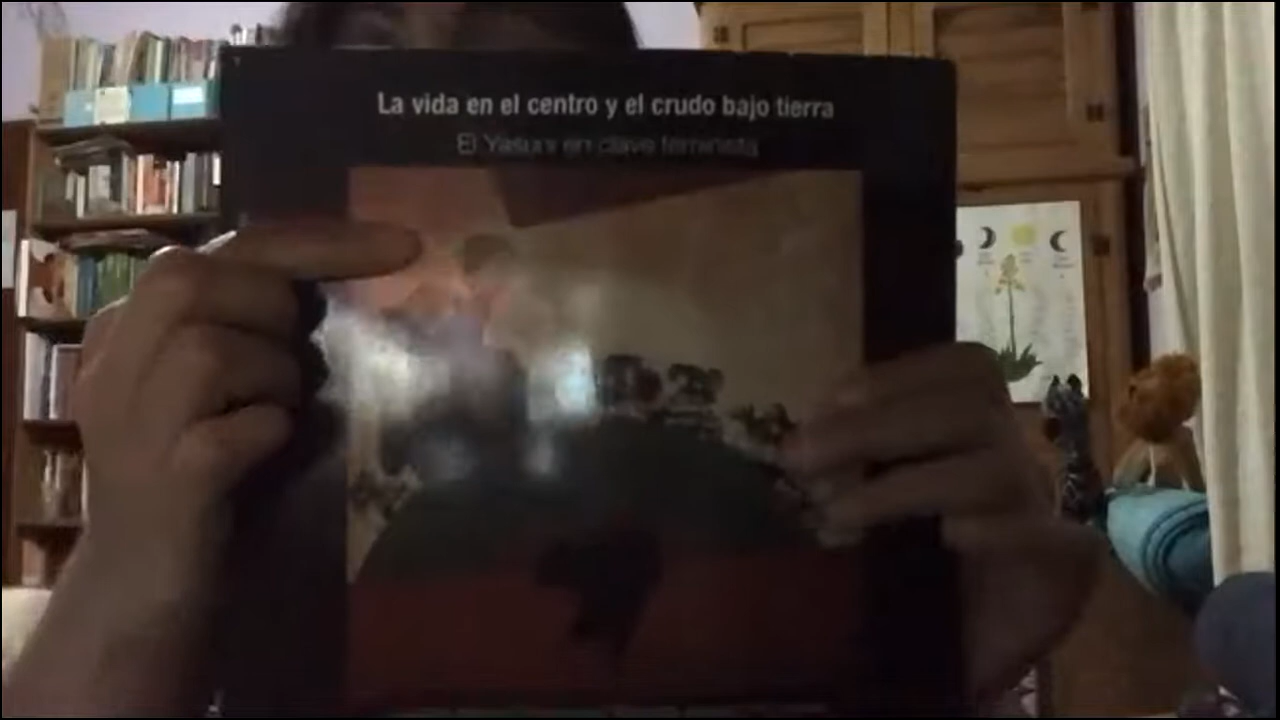 La vida en el centro y el crudo bajo tierra
El Yasuní en clave feminista